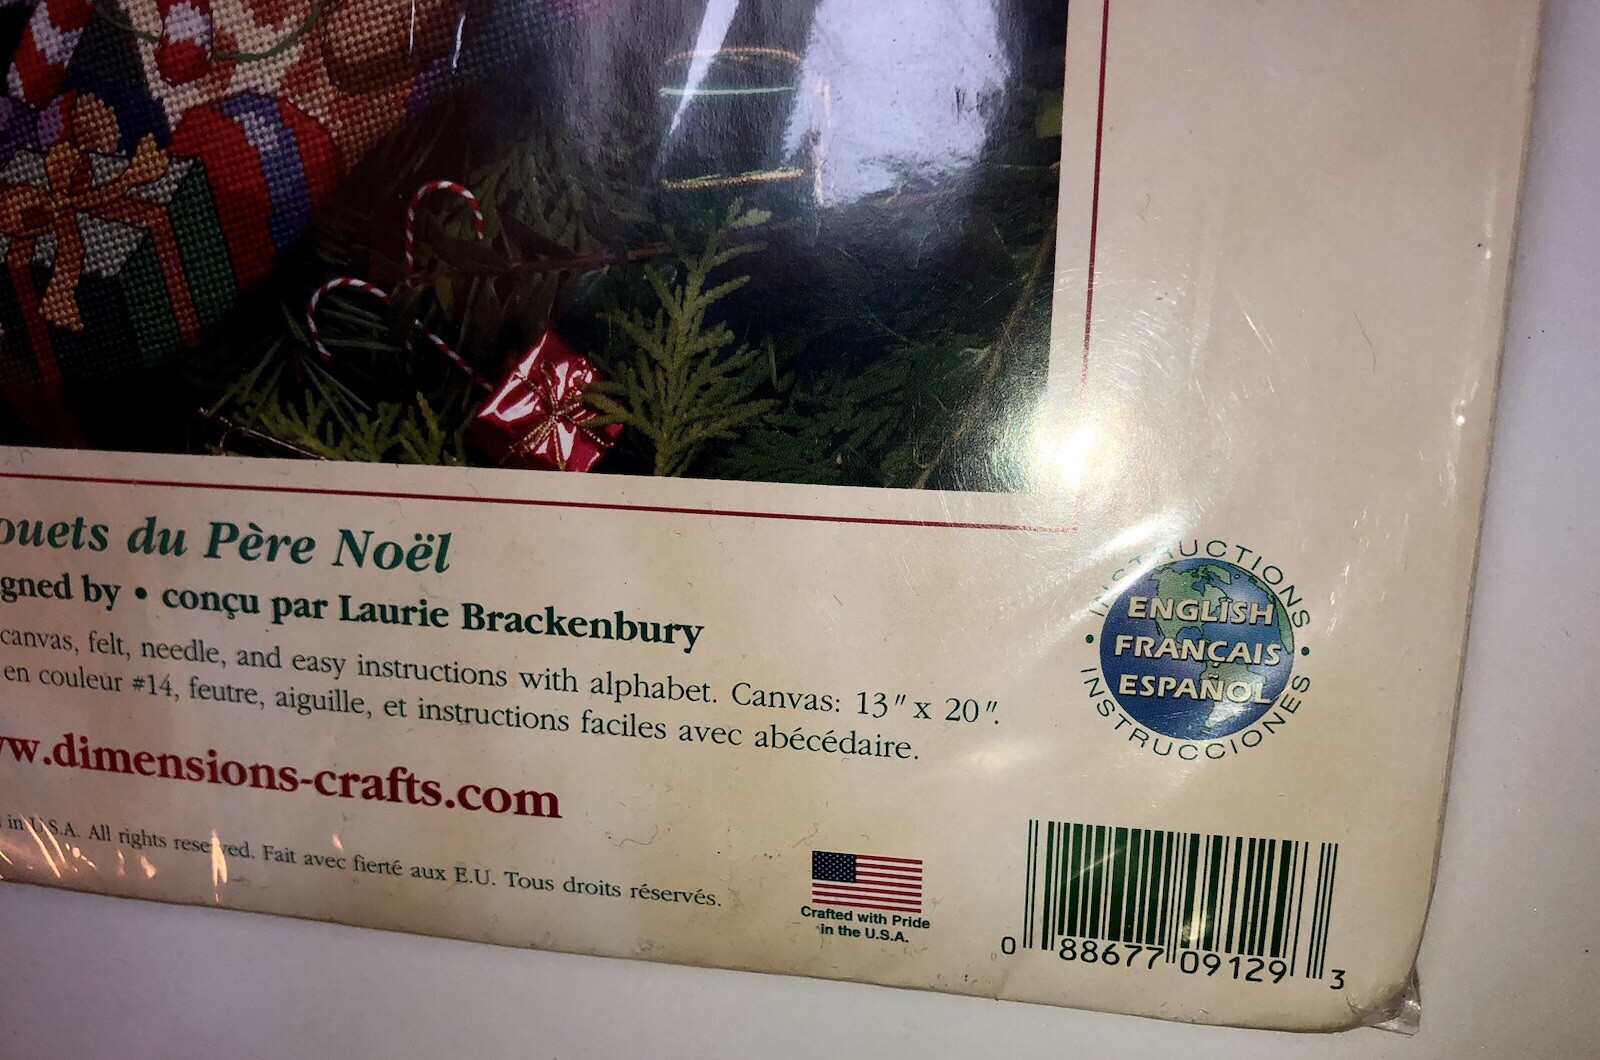 ouets du Père Noël
gned by • conçu par Laurie Brackenbury
canvas, felt, needle, and easy instructions with alphabet. Canvas: 13" x 20".
en couleur #14, feutre, aiguille, et instructions faciles avec abécédaire.
w.dimensions-crafts.com
in U.S.A. All rights reserved. Fait avec fierté aux E.U. Tous droits réservés.
Crafted with Pride
in the U.S.A.
INSTRUCTIONS
ENGLISH
FRANÇAIS
ESPAÑOL
INSTRUCCIONES
0 88677 09129 3